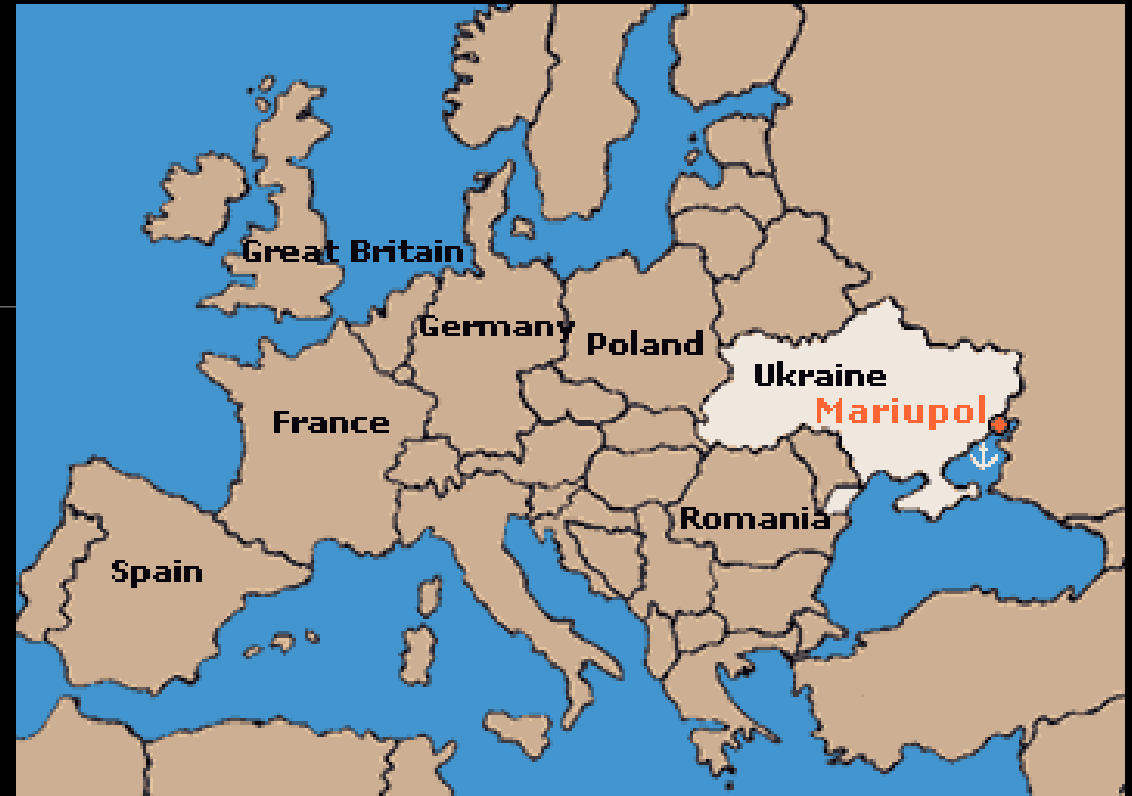 Great Britain
Germany
Poland
Ukraine
Mariupol
France
Romania
Spain